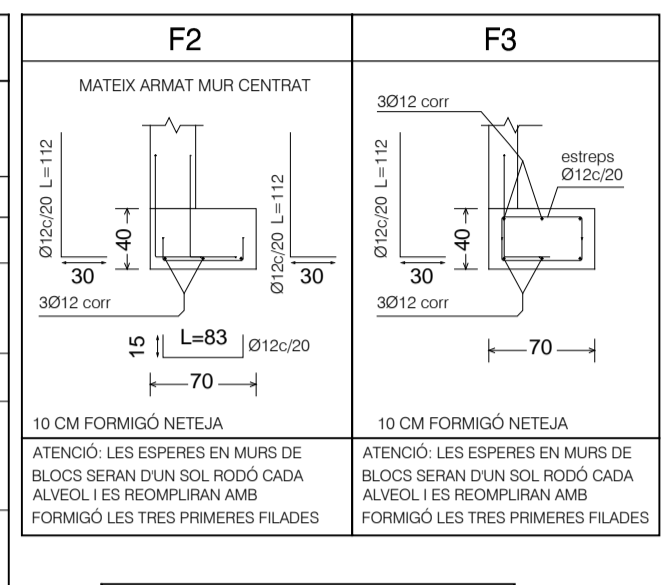 F2
MATEIX ARMAT MUR CENTRAT
Ø12c/20 L=112
30
40
Ø12c/20 L=112
30
3Ø12 corr
15
L=83
Ø12c/20
70
10 CM FORMIGÓ NETEJA
ATENCIÓ: LES ESPERES EN MURS DE
BLOCS SERAN D'UN SOL RODÓ CADA
ALVEOL I ES REOMPLIRAN AMB
FORMIGÓ LES TRES PRIMERES FILADES
F3
3Ø12 corr
estreps
Ø12c/20
Ø12c/20 L=112
30
40
3Ø12 corr
70
10 CM FORMIGÓ NETEJA
ATENCIÓ: LES ESPERES EN MURS DE
BLOCS SERAN D'UN SOL RODÓ CADA
ALVEOL I ES REOMPLIRAN AMB
FORMIGÓ LES TRES PRIMERES FILADES